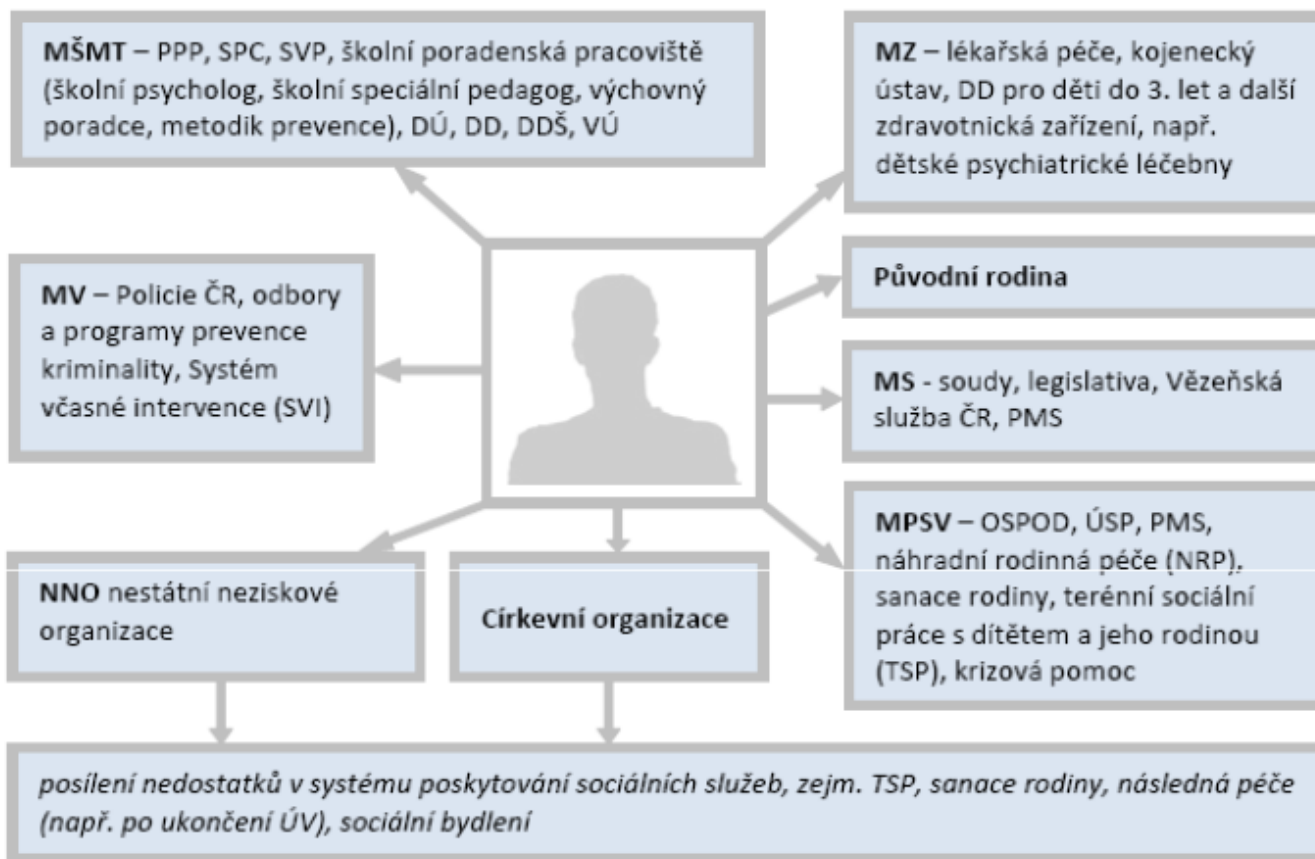 MŠMT – PPP, SPC, SVP, školní poradenská pracoviště
(školní psycholog, školní speciální pedagog, výchovný
poradce, metodik prevence), DÚ, DD, DDŠ, VÚ
MZ – lékařská péče, kojenecký
ústav, DD pro děti do 3. let a další
zdravotnická zařízení, např.
dětské psychiatrické léčebny
MV – Policie ČR, odbory
a programy prevence
kriminality, Systém
včasné intervence (SVI)
Původní rodina
MS - soudy, legislativa, Vězeňská
služba ČR, PMS
NNO nestátní neziskové
organizace
Církevní organizace
MPSV – OSPOD, ÚSP, PMS,
náhradní rodinná péče (NRP),
sanace rodiny, terénní sociální
práce s dítětem a jeho rodinou
(TSP), krizová pomoc
posílení nedostatků v systému poskytování sociálních služeb, zejm. TSP, sanace rodiny, následná péče
(např. po ukončení ÚV), sociální bydlení